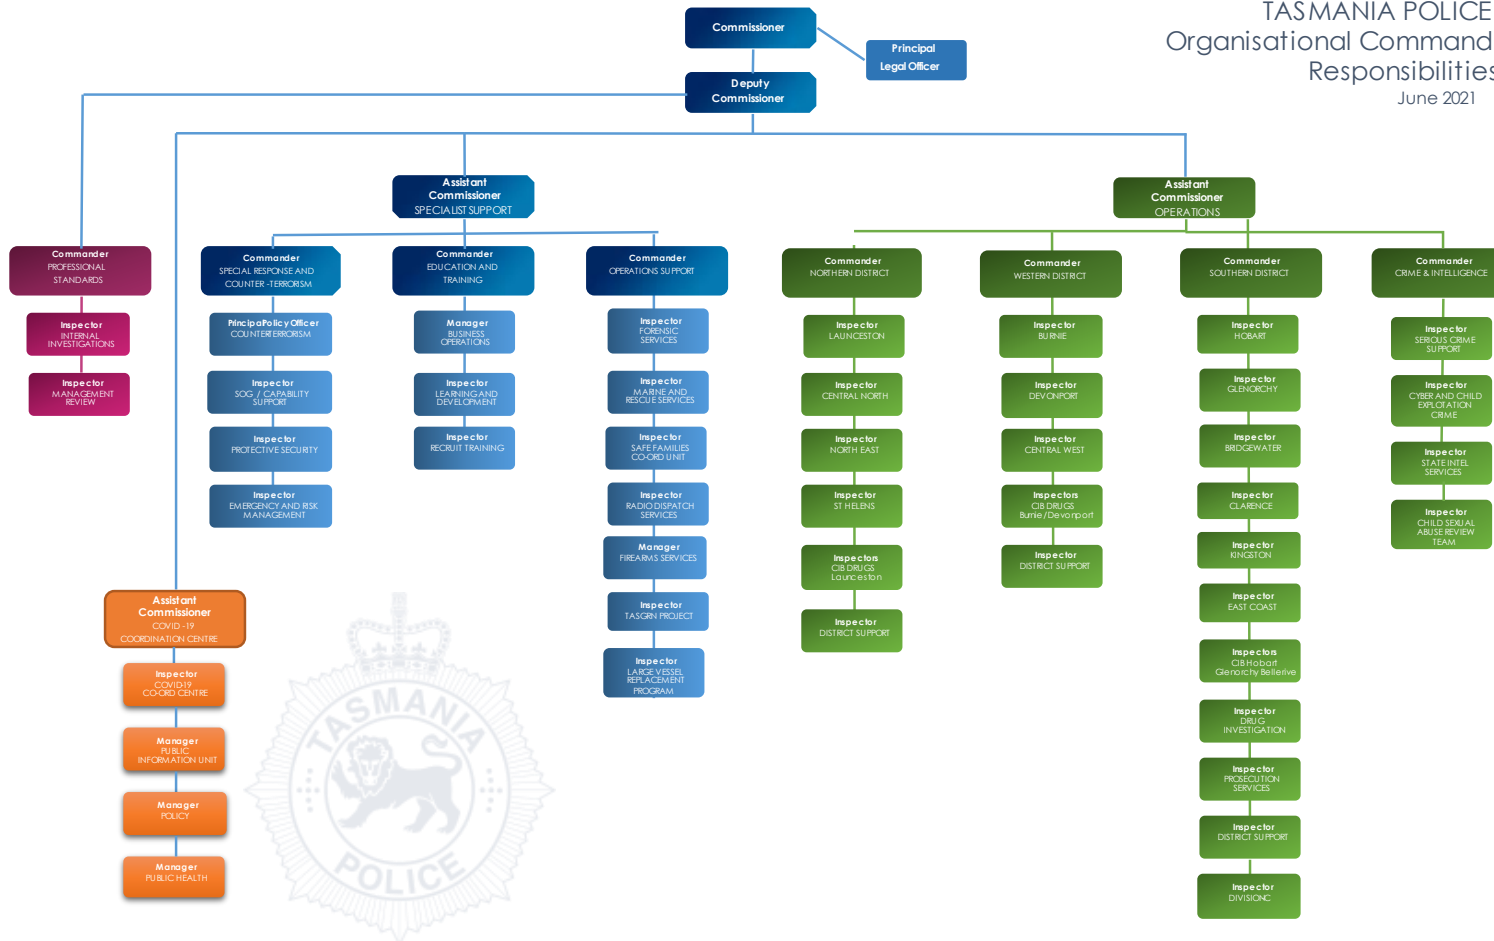 TASMANIA POLICE
Organisational Command
Responsibilities
June 2021
Commissioner
Principal
Legal Officer
Deputy
Commissioner
Assistant
Commissioner
SPECIALIST SUPPORT
Assistant
Commissioner
OPERATIONS
Commander
PROFESSIONAL
STANDARDS
Inspector
INTERNAL
INVESTIGATIONS
Inspector
MANAGEMENT
REVIEW
Commander
SPECIAL RESPONSE AND
COUNTER -TERRORISM
PrincipalPolicy Officer
COUNTERTERRORISM
Inspector
SOG / CAPABILITY
SUPPORT
Inspector
PROTECTIVE SECURITY
Inspector
EMERGENCY AND RISK
MANAGEMENT
Commander
EDUCATION AND
TRAINING
Manager
BUSINESS
OPERATIONS
Inspector
LEARNING AND
DEVELOPMENT
Inspector
RECRUIT TRAINING
Commander
OPERATIONS SUPPORT
Inspector
FORENSIC
SERVICES
Inspector
MARINE AND
RESCUE SERVICES
Inspector
SAFE FAMILIES
CO-ORD UNIT
Inspector
RADIO DISPATCH
SERVICES
Manager
FIREARMS SERVICES
Inspector
TASGRN PROJECT
Inspector
LARGE VESSEL
REPLACEMENT
PROGRAM
Commander
NORTHERN DISTRICT
Inspector
LAUNCESTON
Inspector
CENTRAL NORTH
Inspector
NORTH EAST
Inspector
ST HELENS
Inspectors
CIB DRUGS
Launceston
Inspector
DISTRICT SUPPORT
Commander
WESTERN DISTRICT
Inspector
BURNIE
Inspector
DEVONPORT
Inspector
CENTRAL WEST
Inspectors
CIB DRUGS
Burnie/Devonport
Inspector
DISTRICT SUPPORT
Commander
SOUTHERN DISTRICT
Inspector
HOBART
Inspector
GLENORCHY
Inspector
BRIDGEWATER
Inspector
CLARENCE
Inspector
KINGSTON
Inspector
EAST COAST
Inspectors
CIB Hobart
Glenorchy Bellerive
Inspector
DRUG
INVESTIGATION
Inspector
PROSECUTION
SERVICES
Inspector
DISTRICT SUPPORT
Inspector
DIVISIONC
Commander
CRIME & INTELLIGENCE
Inspector
SERIOUS CRIME
SUPPORT
Inspector
CYBER AND CHILD
EXPLOTATION
CRIME
Inspector
STATE INTEL
SERVICES
Inspector
CHILD SEXUAL
ABUSE REVIEW
TEAM
Assistant
Commissioner
COVID -19
COORDINATION CENTRE
Inspector
COVID-19
CO-ORD CENTRE
Manager
PUBLIC
INFORMATION UNIT
Manager
POLICY
Manager
PUBLIC HEALTH
TASMANIA
POLICE